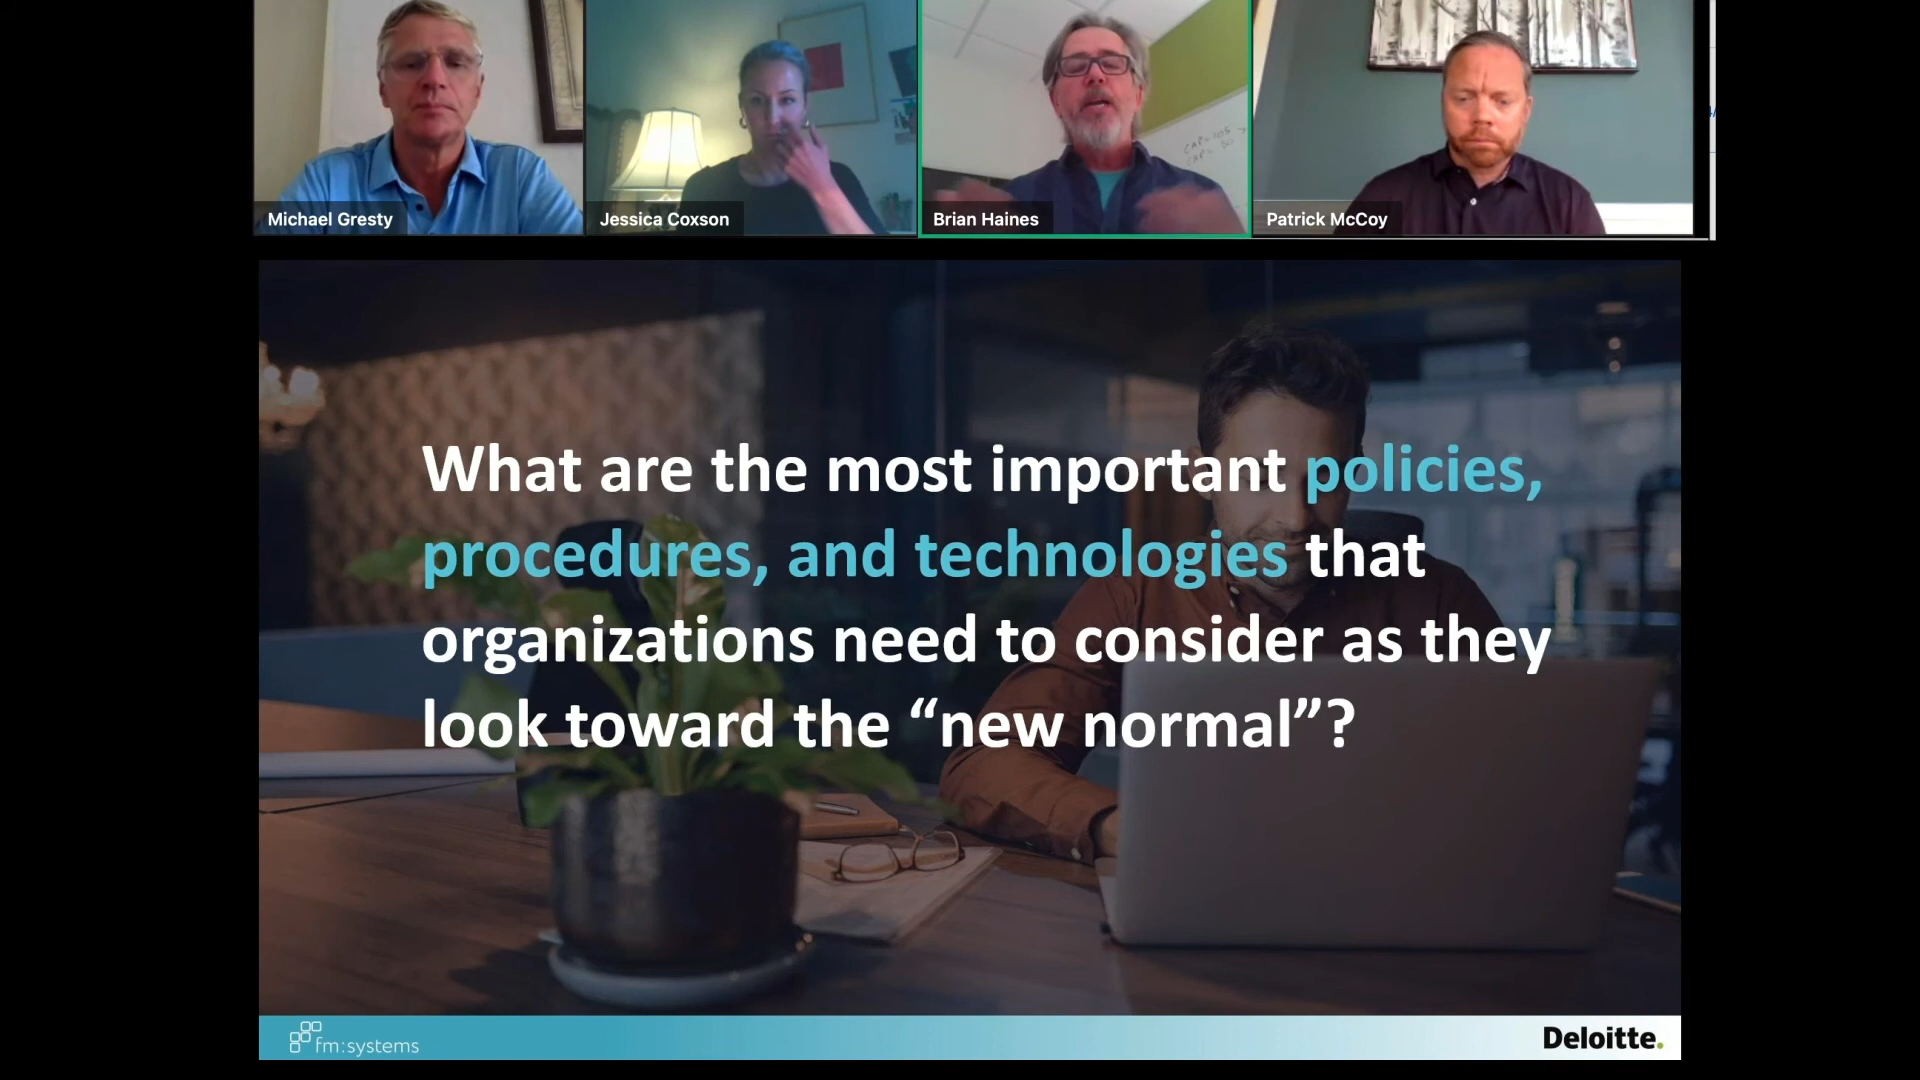 Michael Gresty
Jessica Coxson
Brian Haines
Patrick McCoy
What are the most important policies,
procedures, and technologies that
organizations need to consider as they
look toward the “new normal”?
fm:systems
Deloitte.